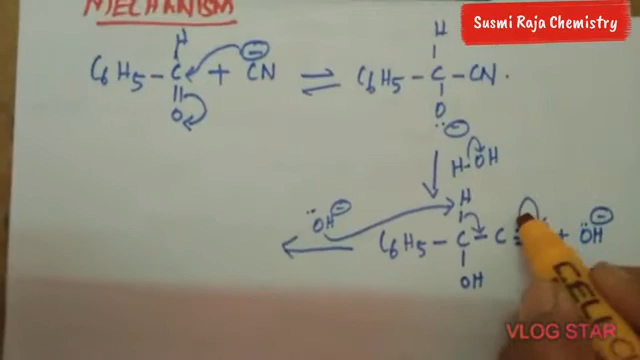 Susmi Raja Chemistry
MECHANISM
H H
C6H5 – C + CN ⇌ C6H5 – C – CN.
O O
H – OH
H
OH
C6H5 – C – C + OH
OH
VLOG STAR